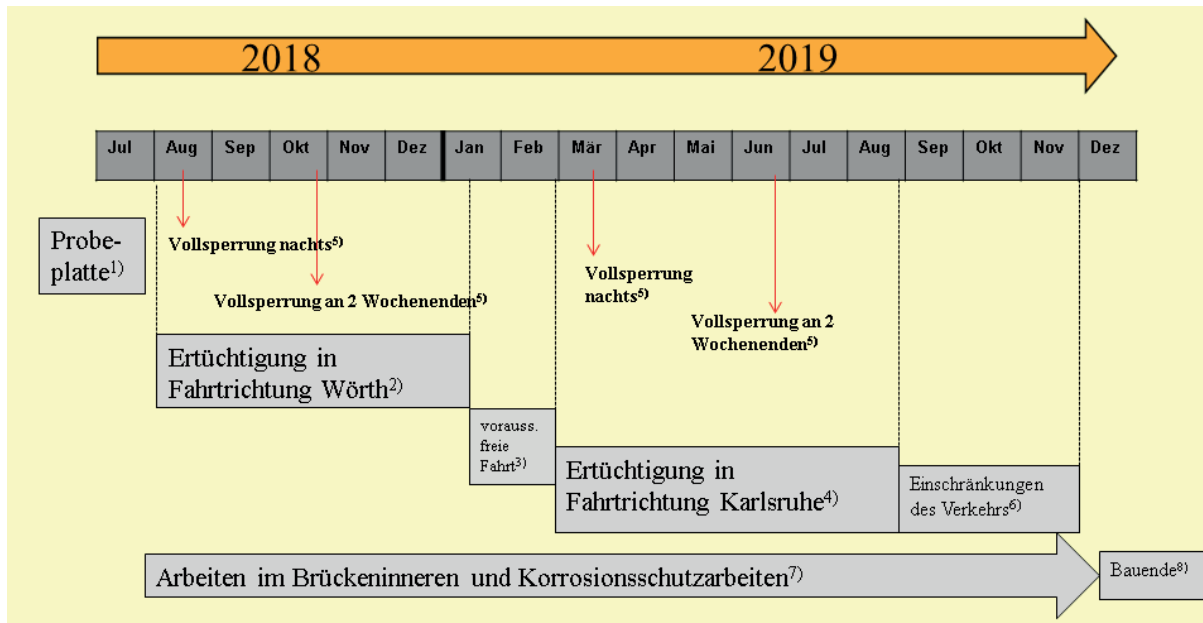 2018 2019
Jul Aug Sep Okt Nov Dez Jan Feb Mär Apr Mai Jun Jul Aug Sep Okt Nov Dez
Probe-
platte1)
Vollsperrung nachts5)
Vollsperrung an 2 Wochenenden5)
Vollsperrung
nachts5)
Vollsperrung an 2
Wochenenden5)
Ertüchtigung in
Fahrtrichtung Wörth2)
vorauss.
freie
Fahrt3)
Ertüchtigung in
Fahrtrichtung Karlsruhe4)
Einschränkungen
des Verkehrs6)
Arbeiten im Brückeninneren und Korrosionsschutzarbeiten7)
Bauende8)